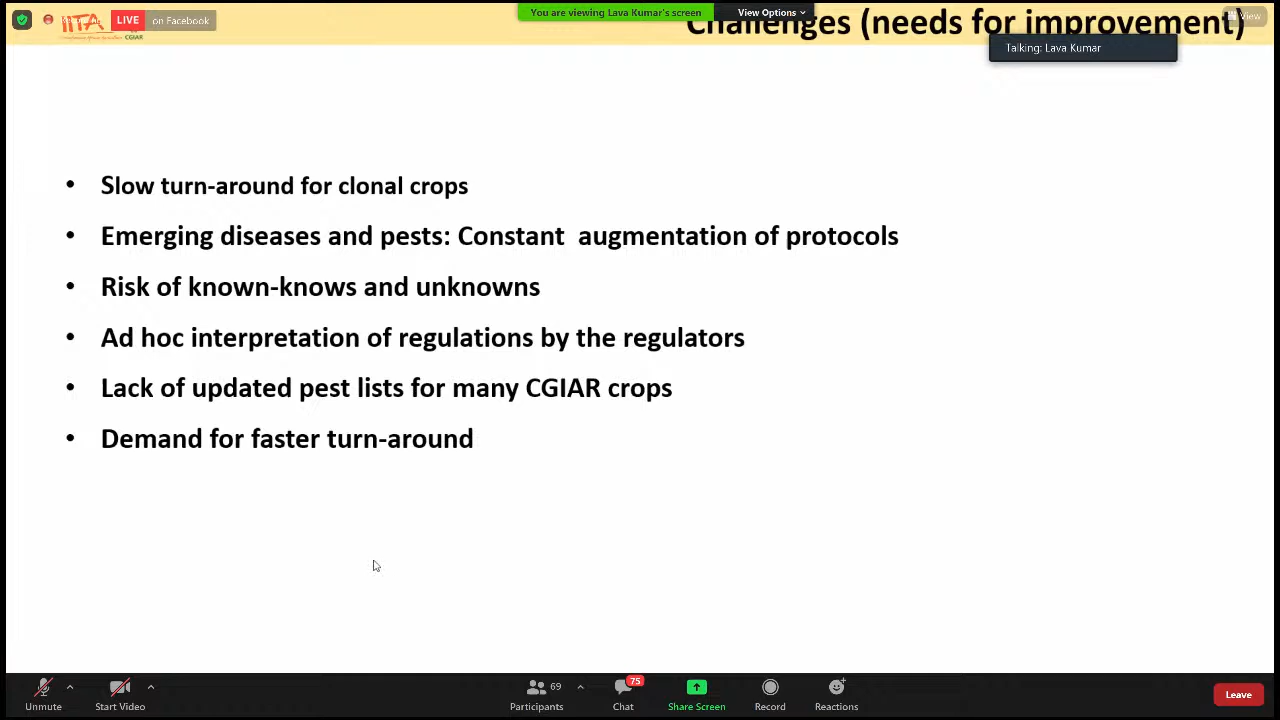 IITA
CGIAR
LIVE on Facebook
You are viewing Lava Kumar's screen
View Options
View
Challenges (needs for improvement)
Talking: Lava Kumar
• Slow turn-around for clonal crops
• Emerging diseases and pests: Constant augmentation of protocols
• Risk of known-knows and unknowns
• Ad hoc interpretation of regulations by the regulators
• Lack of updated pest lists for many CGIAR crops
• Demand for faster turn-around
69
75
Unmute
Start Video
Participants
Chat
Share Screen
Record
Reactions
Leave